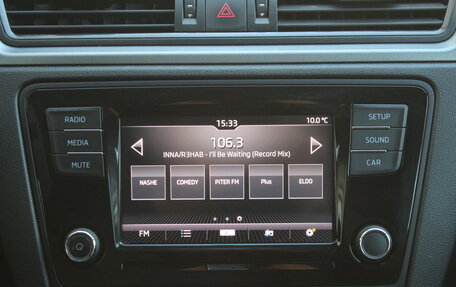 RADIO
MEDIA
MUTE
15:33
10.0 °C
106.3
INNA/R3HAB - I'll Be Waiting (Record Mix)
NASHE
COMEDY
PITER FM
Plus
ELDO
FM
SETUP
SOUND
CAR